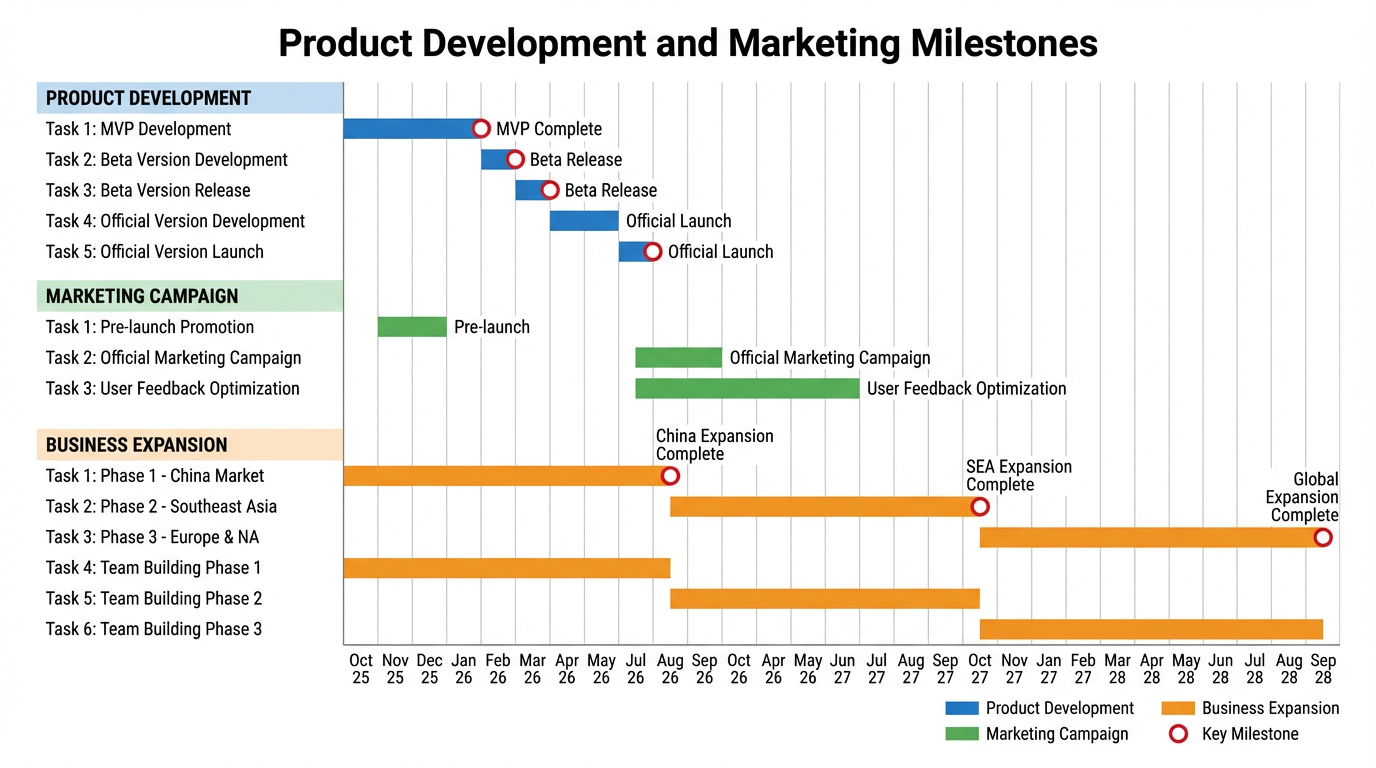 Product Development and Marketing Milestones
PRODUCT DEVELOPMENT
Task 1: MVP Development
MVP Complete
Task 2: Beta Version Development
Beta Release
Task 3: Beta Version Release
Beta Release
Task 4: Official Version Development
Official Launch
Task 5: Official Version Launch
Official Launch
MARKETING CAMPAIGN
Task 1: Pre-launch Promotion
Pre-launch
Task 2: Official Marketing Campaign
Official Marketing Campaign
Task 3: User Feedback Optimization
User Feedback Optimization
BUSINESS EXPANSION
China Expansion
Complete
Task 1: Phase 1 - China Market
SEA Expansion
Complete
Task 2: Phase 2 - Southeast Asia
Global
Expansion
Complete
Task 3: Phase 3 - Europe & NA
Task 4: Team Building Phase 1
Task 5: Team Building Phase 2
Task 6: Team Building Phase 3
Oct Nov Dec Jan Feb Mar Apr May Jul Aug Sep Oct Apr May Jun Jul Aug Sep Oct Nov Jan Feb Mar Apr May Jun Jul Aug Sep
25 25 25 26 26 26 26 26 26 26 26 26 26 26 27 27 27 27 27 27 27 28 28 28 28 28 28 28 28
Product Development
Business Expansion
Marketing Campaign
Key Milestone